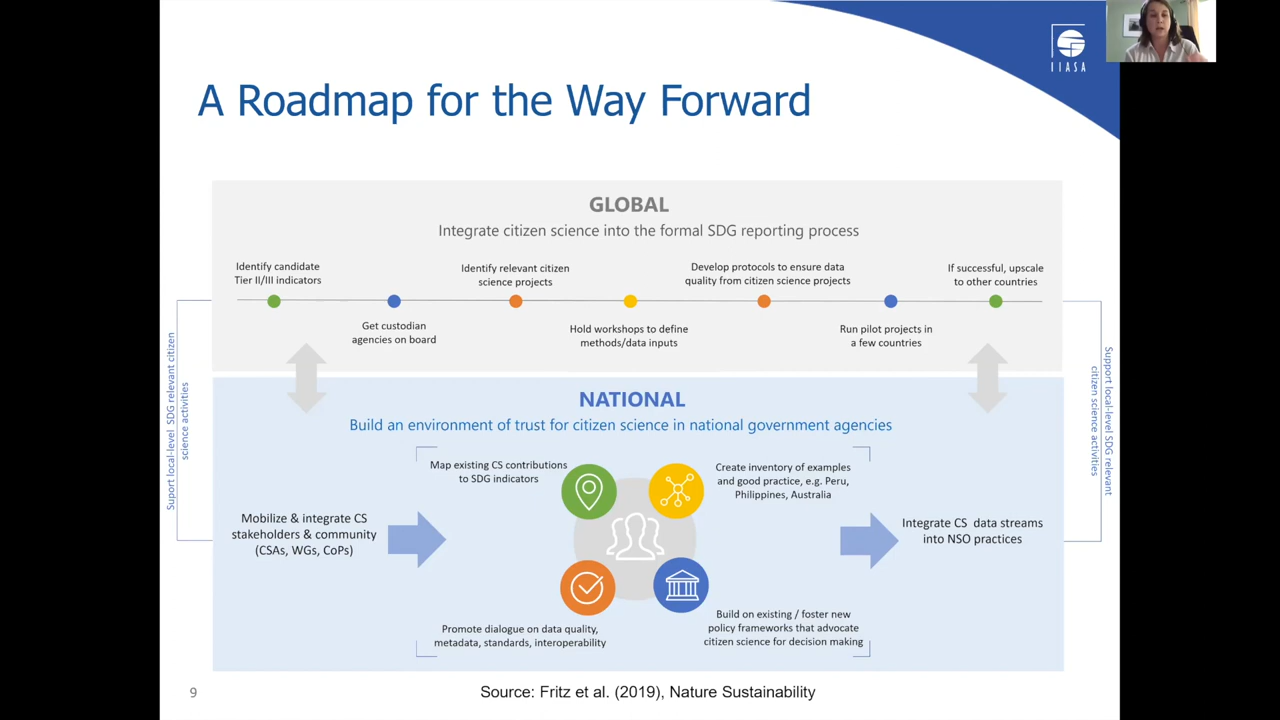 IIASA
A Roadmap for the Way Forward
GLOBAL
Integrate citizen science into the formal SDG reporting process
Identify candidate
Tier II/III indicators
Get custodian
agencies on board
Identify relevant citizen
science projects
Hold workshops to define
methods/data inputs
Develop protocols to ensure data
quality from citizen science projects
Run pilot projects in
a few countries
If successful, upscale
to other countries
Suport local-level SDG relevant citizen
science activities
Support local-level SDG relevant
citizen science activities
NATIONAL
Build an environment of trust for citizen science in national government agencies
Mobilize & integrate CS
stakeholders & community
(CSAs, WGs, CoPs)
Map existing CS contributions
to SDG indicators
Create inventory of examples
and good practice, e.g. Peru,
Philippines, Australia
Promote dialogue on data quality,
metadata, standards, interoperability
Build on existing / foster new
policy frameworks that advocate
citizen science for decision making
Integrate CS data streams
into NSO practices
9
Source: Fritz et al. (2019), Nature Sustainability